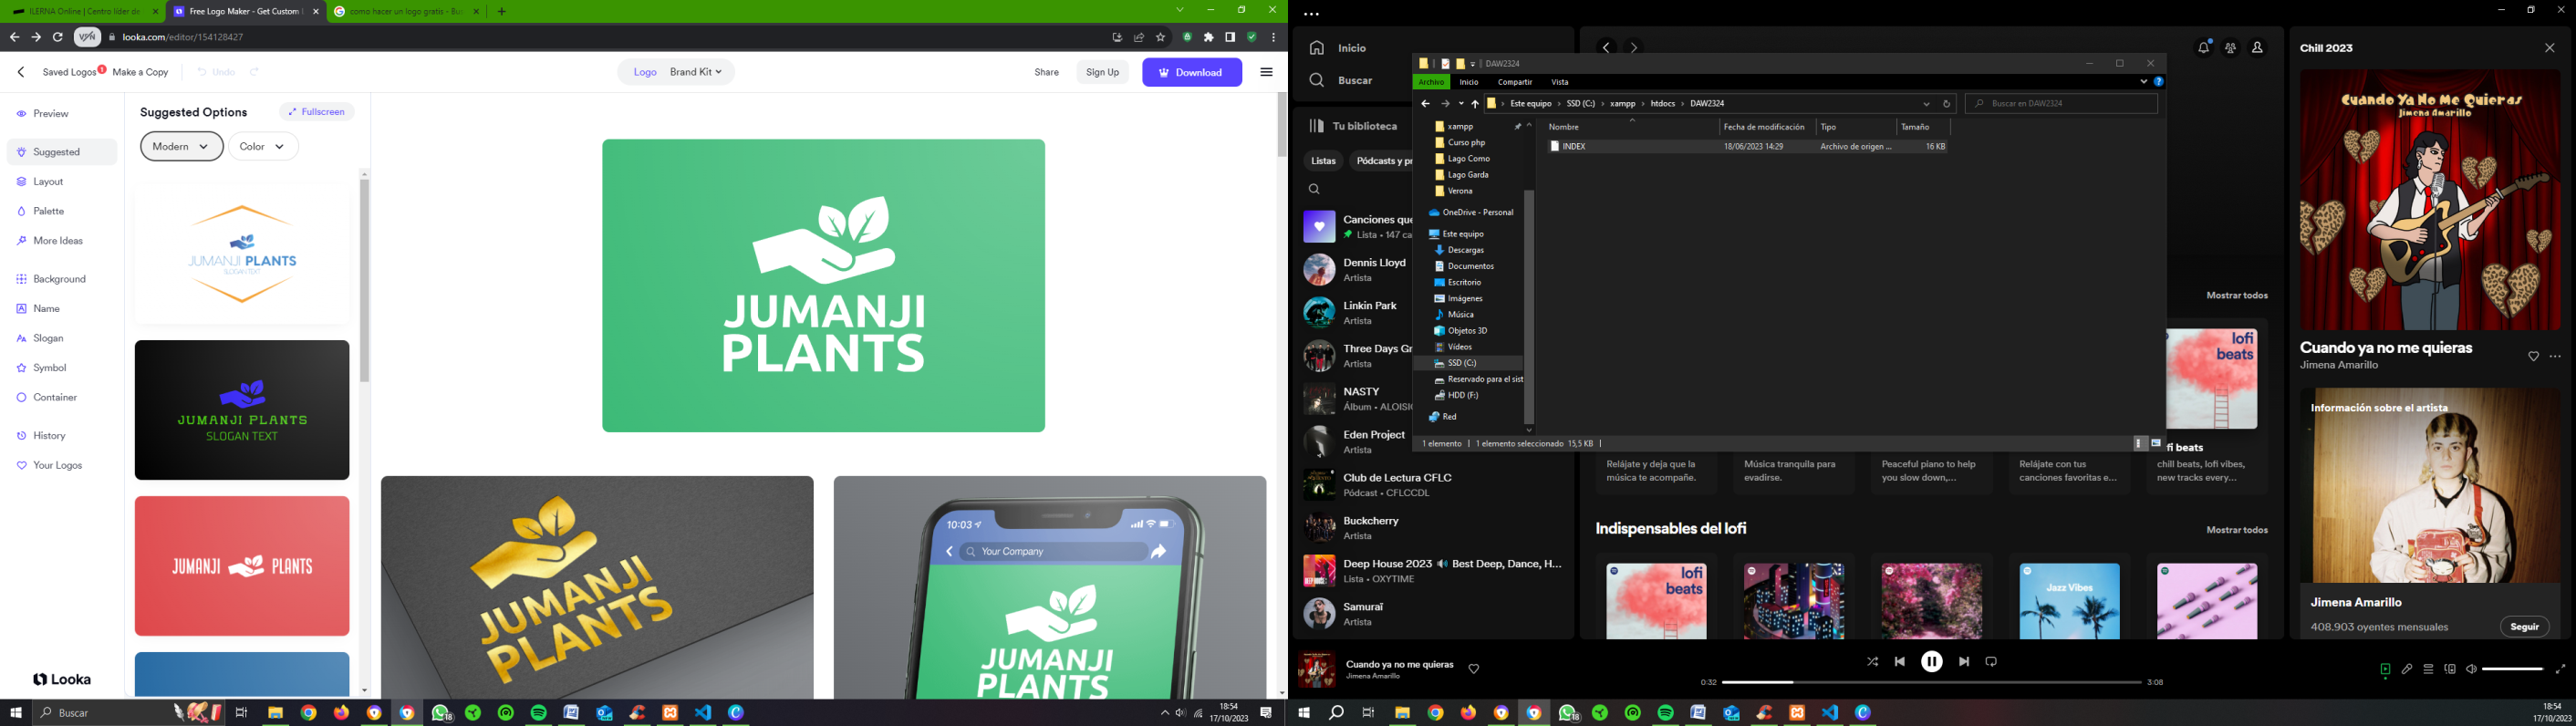 ILERNA Online | Centro líder de
Free Logo Maker - Get Custom
como hacer un logo gratis - Bu
VPN
looka.com/editor/154128427
Saved Logos
1
Make a Copy
Undo
Logo
Brand Kit
Share
Sign Up
Download
Preview
Suggested
Layout
Palette
More Ideas
Background
Name
Slogan
Symbol
Container
History
Your Logos
Looka
Suggested Options
Fullscreen
Modern
Color
JUMANJI PLANTS
SLOGAN TEXT
JUMANJI PLANTS
SLOGAN TEXT
JUMANJI PLANTS
JUMANJI
PLANTS
JUMANJI
PLANTS
10:03
Your Company
JUMANJI
PLANTS
Buscar
18
18:54
17/10/2023
Inicio
Buscar
Tu biblioteca
Listas
Pódcasts y pr
Canciones que
Lista • 147 ca
Dennis Lloyd
Artista
Linkin Park
Artista
Three Days Gr
Artista
NASTY
Álbum • ALOISIO
Eden Project
Artista
Club de Lectura CFLC
Pódcast • CFLCCDL
Buckcherry
Artista
Deep House 2023 🔊 Best Deep, Dance, H...
Lista • OXYTIME
Samuraï
Artista
DAW2324
Archivo
Inicio
Compartir
Vista
Este equipo
SSD (C:)
xampp
htdocs
DAW2324
Buscar en DAW2324
xampp
Curso php
Lago Como
Lago Garda
Verona
OneDrive - Personal
Este equipo
Descargas
Documentos
Escritorio
Imágenes
Música
Objetos 3D
Vídeos
SSD (C:)
Reservado para el sist
HDD (F:)
Red
Nombre
Fecha de modificación
Tipo
Tamaño
INDEX
18/06/2023 14:29
Archivo de origen ...
16 KB
1 elemento
1 elemento seleccionado 15,5 KB
Mostrar todos
lofi
beats
fi beats
Relájate y deja que la
música te acompañe.
Música tranquila para
evadirse.
Peaceful piano to help
you slow down,...
Relájate con tus
canciones favoritas e...
chill beats, lofi vibes,
new tracks every...
Indispensables del lofi
Mostrar todos
lofi
beats
Jazz Vibes
Chill 2023
Cuando Ya No Me Quieras
Jimena Amarillo
Cuando ya no me quieras
Jimena Amarillo
Información sobre el artista
Jimena Amarillo
408.903 oyentes mensuales
Seguir
Cuando ya no me quieras
Jimena Amarillo
0:32
3:08
18
18:54
17/10/2023